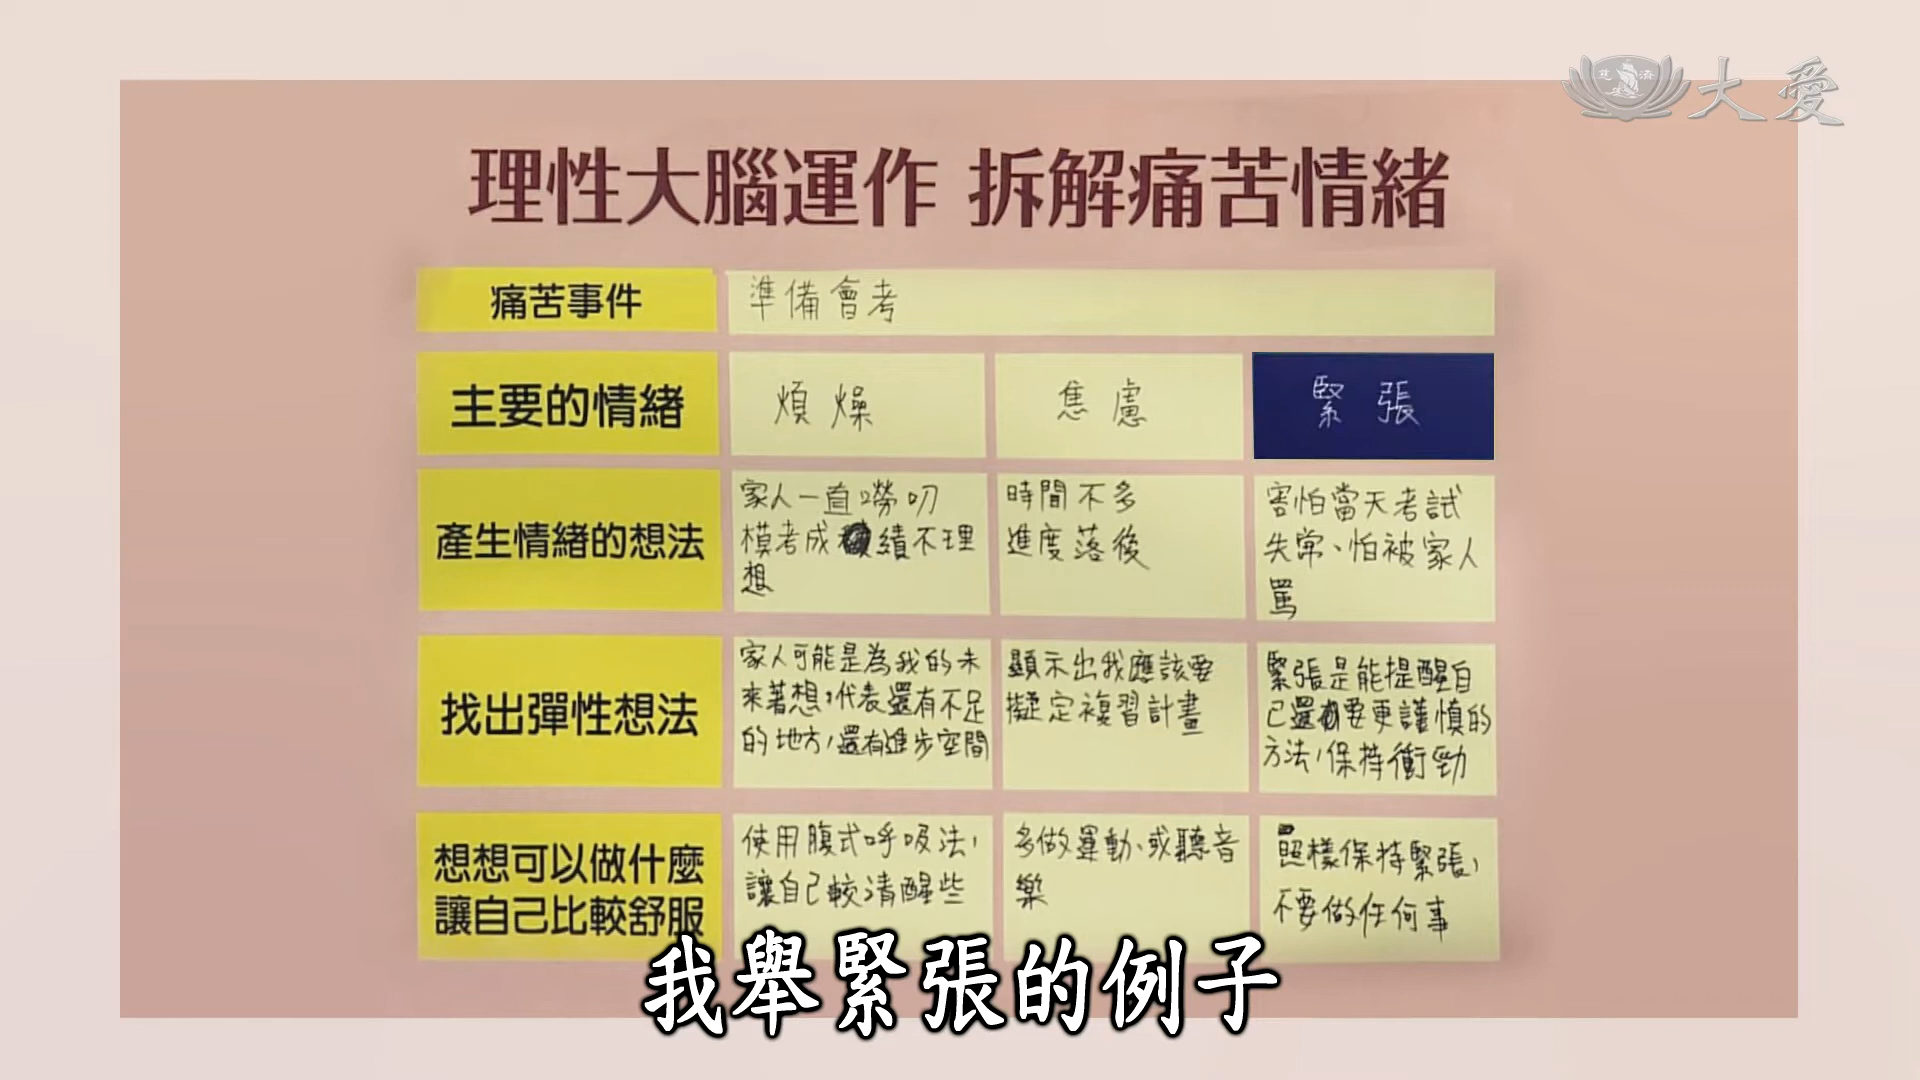 慈濟
大愛
理性大腦運作 拆解痛苦情緒
痛苦事件
準備會考
主要的情緒
煩燥
焦慮
緊張
產生情緒的想法
家人一直嘮叨
模考成績不理
想
時間不多
進度落後
害怕當天考試
失常、怕被家人
罵
找出彈性想法
家人可能是為我的未
來著想,代表還有不足
的地方,還有進步空間
顯示出我應該要
擬定複習計畫
緊張是能提醒自
己還要更謹慎的
方法,保持衝勁
想想可以做什麼
讓自己比較舒服
使用腹式呼吸法,
讓自己較清醒些
多做運動、或聽音
樂
照樣保持緊張,
不要做任何事
我舉緊張的例子